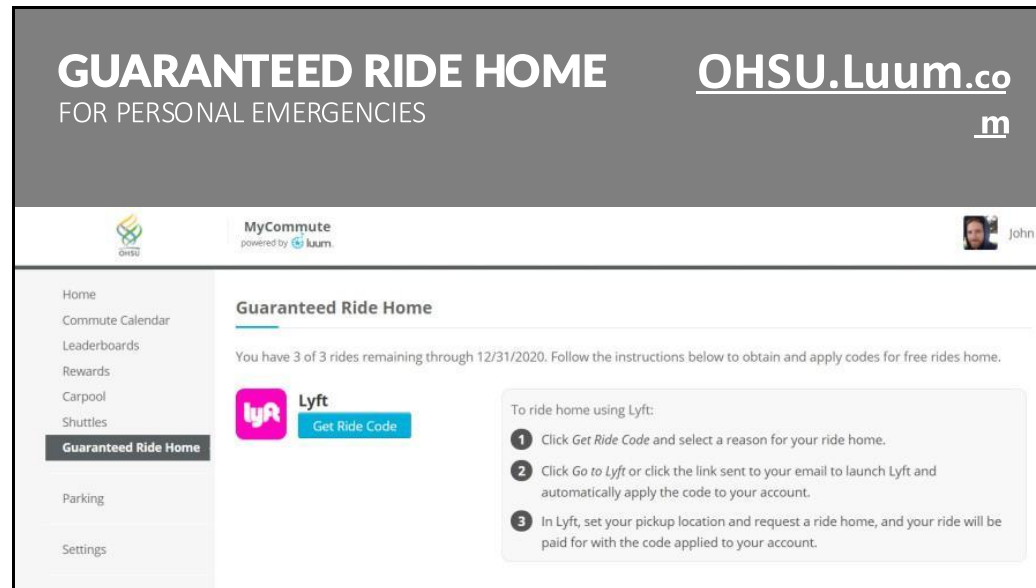 GUARANTEED RIDE HOME
FOR PERSONAL EMERGENCIES
OHSU.Luum.co
m
OHSU
MyCommute
powered by luum
John
Home
Commute Calendar
Leaderboards
Rewards
Carpool
Shuttles
Guaranteed Ride Home
Parking
Settings
Guaranteed Ride Home
You have 3 of 3 rides remaining through 12/31/2020. Follow the instructions below to obtain and apply codes for free rides home.
lyft
Lyft
Get Ride Code
To ride home using Lyft:
1 Click Get Ride Code and select a reason for your ride home.
2 Click Go to Lyft or click the link sent to your email to launch Lyft and
automatically apply the code to your account.
3 In Lyft, set your pickup location and request a ride home, and your ride will be
paid for with the code applied to your account.